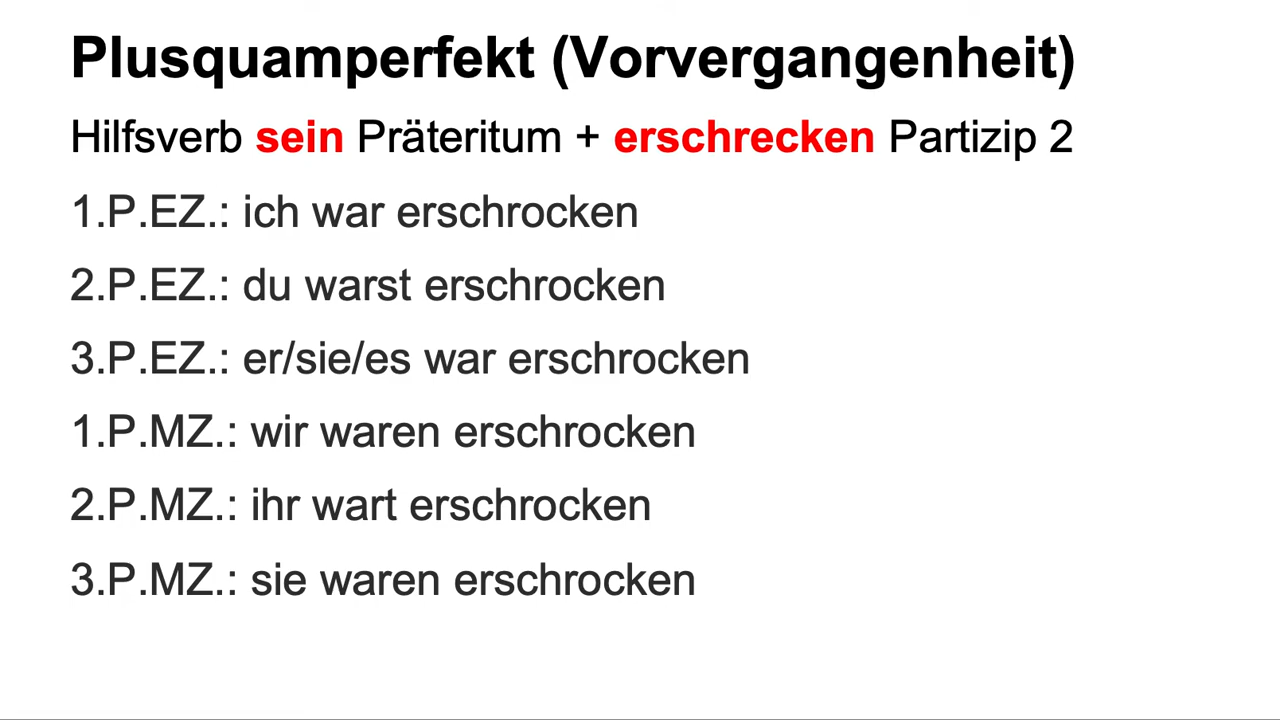 Plusquamperfekt (Vorvergangenheit)
Hilfsverb sein Präteritum + erschrecken Partizip 2
1.P.EZ.: ich war erschrocken
2.P.EZ.: du warst erschrocken
3.P.EZ.: er/sie/es war erschrocken
1.P.MZ.: wir waren erschrocken
2.P.MZ.: ihr wart erschrocken
3.P.MZ.: sie waren erschrocken